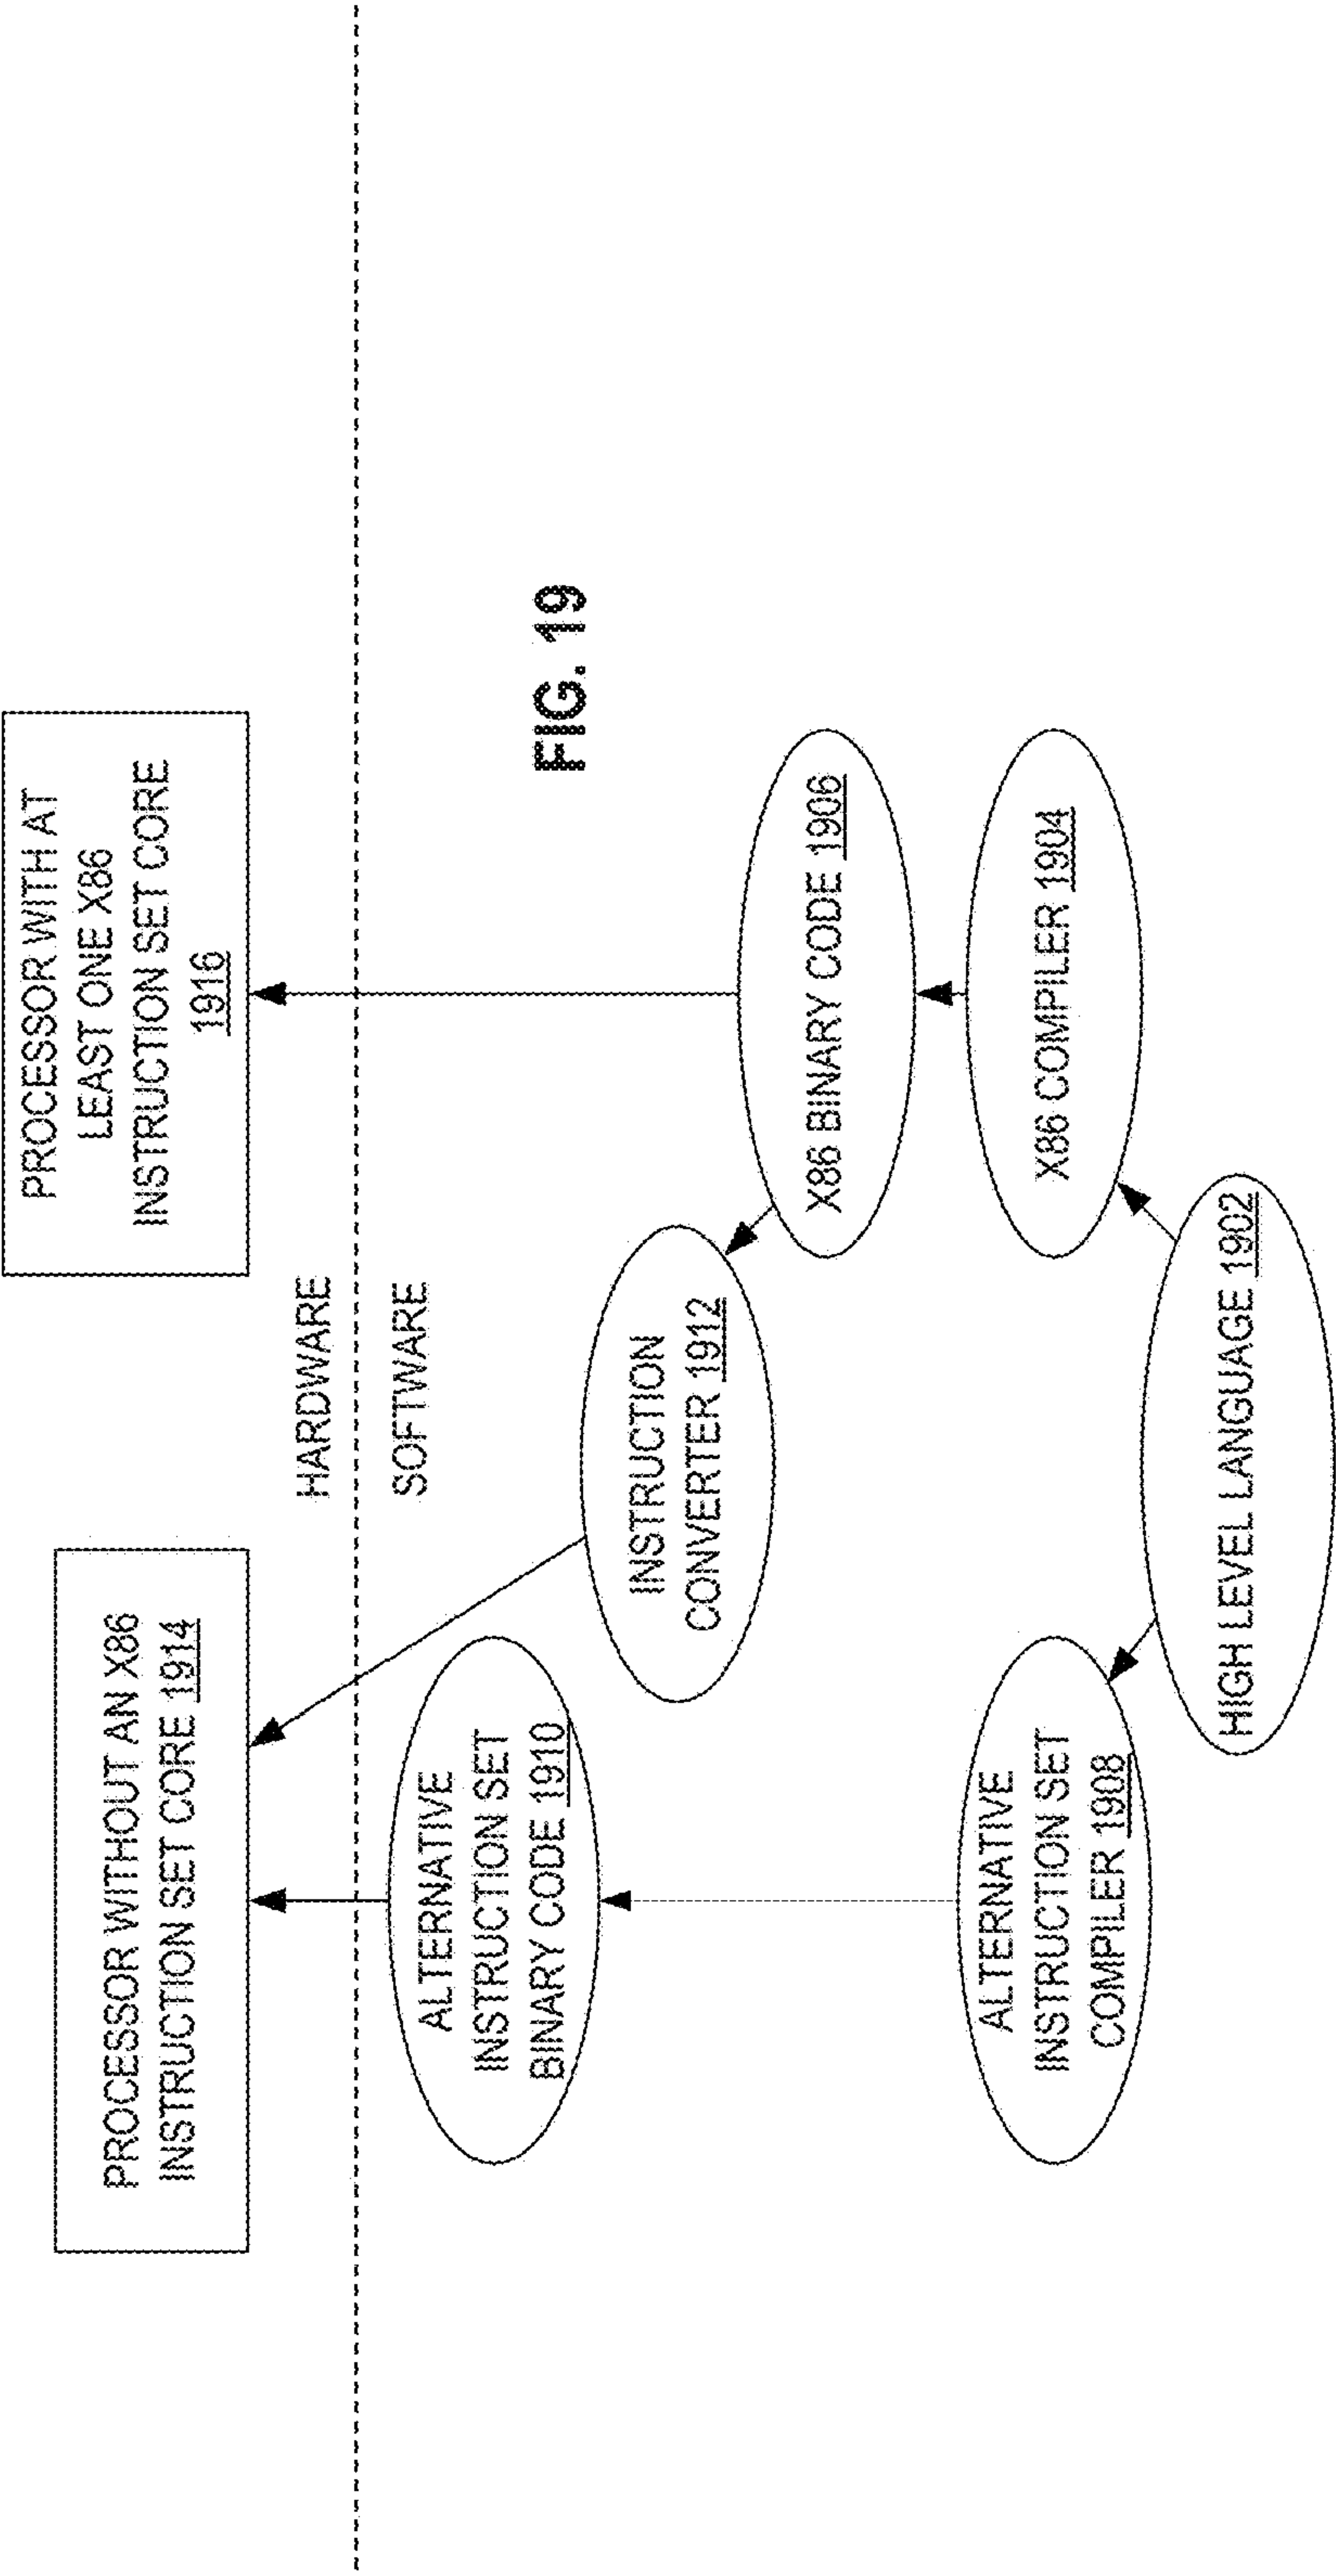 PROCESSOR WITHOUT AN X86
INSTRUCTION SET CORE 1914
PROCESSOR WITH AT
LEAST ONE X86
INSTRUCTION SET CORE
1916
HARDWARE
SOFTWARE
ALTERNATIVE
INSTRUCTION SET
BINARY CODE 1910
INSTRUCTION
CONVERTER 1912
FIG. 19
X86 BINARY CODE 1906
ALTERNATIVE
INSTRUCTION SET
COMPILER 1908
X86 COMPILER 1904
HIGH LEVEL LANGUAGE 1902